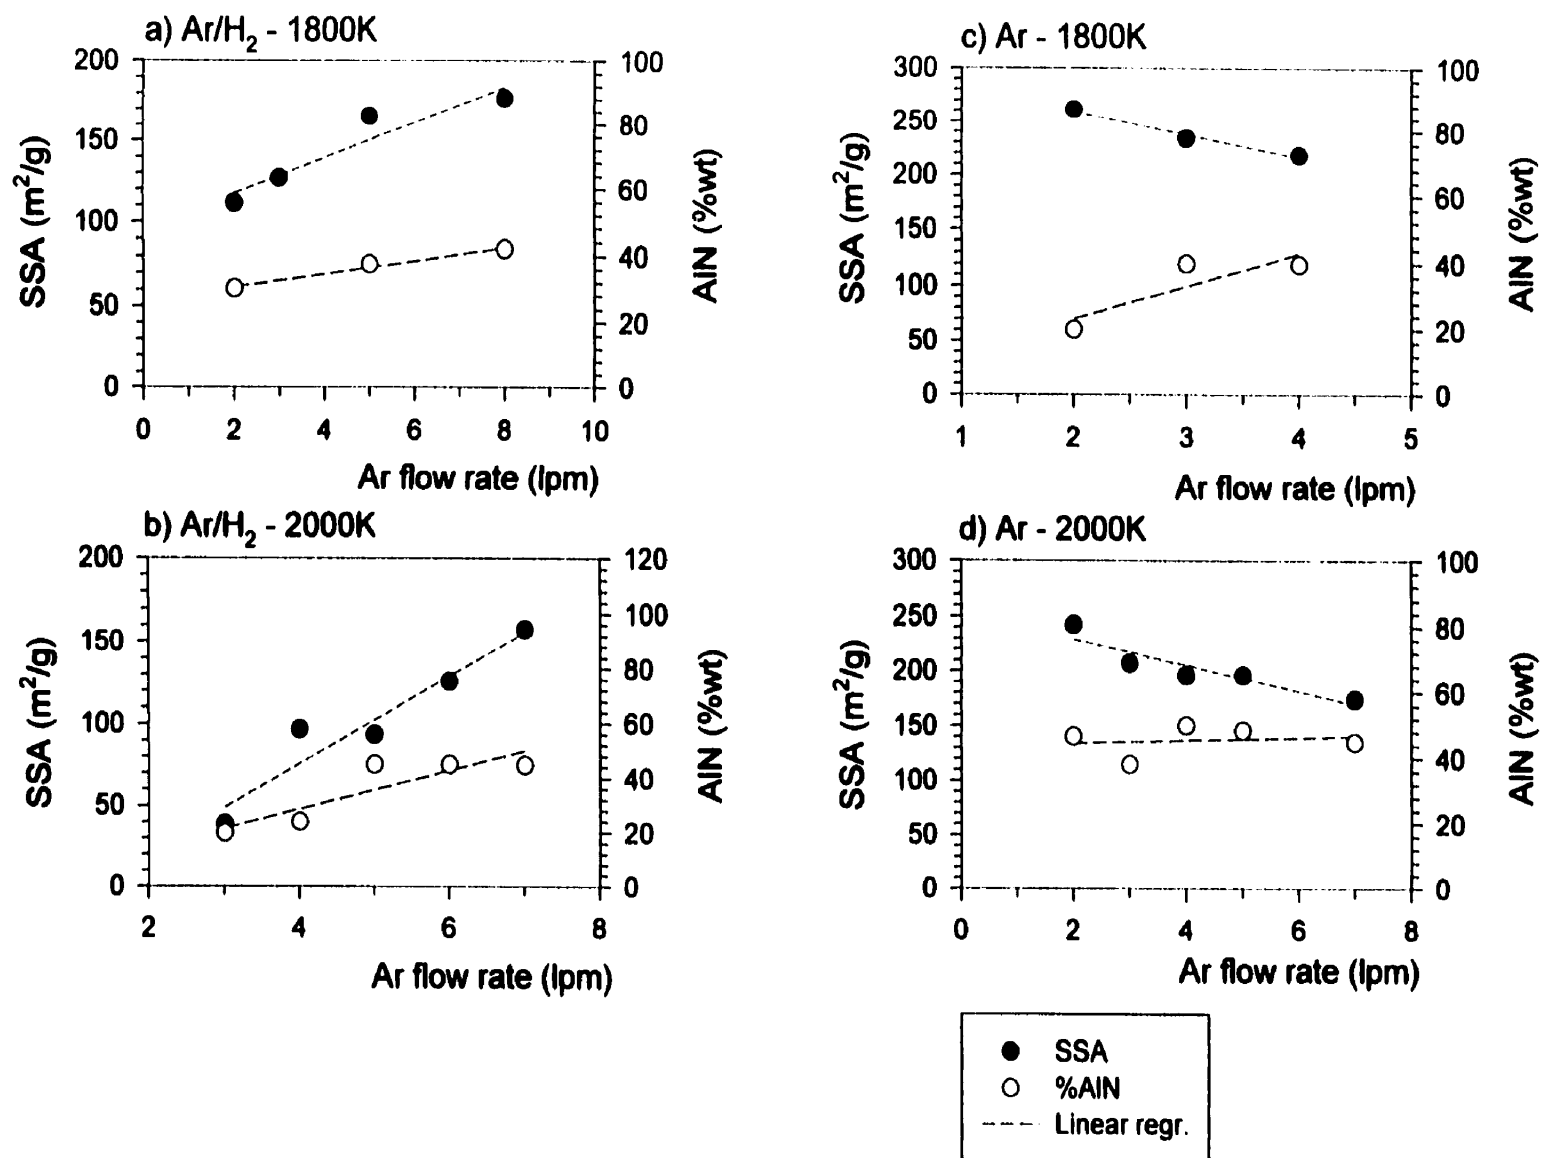 a) Ar/H2 - 1800K
200
150
100
50
0
100
80
60
40
20
0
SSA (m²/g)
AlN (%wt)
0 2 4 6 8 10
Ar flow rate (lpm)
c) Ar - 1800K
300
250
200
150
100
50
0
100
80
60
40
20
0
SSA (m²/g)
AlN (%wt)
1 2 3 4 5
Ar flow rate (lpm)
b) Ar/H2 - 2000K
200
150
100
50
0
120
100
80
60
40
20
0
SSA (m²/g)
AlN (%wt)
2 4 6 8
Ar flow rate (lpm)
d) Ar - 2000K
300
250
200
150
100
50
0
100
80
60
40
20
0
SSA (m²/g)
AlN (%wt)
0 2 4 6 8
Ar flow rate (lpm)
SSA
%AlN
Linear regr.